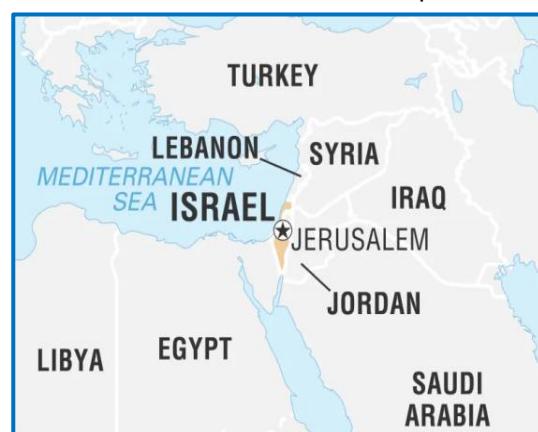 TURKEY
LEBANON
SYRIA
MEDITERRANEAN
SEA
ISRAEL
IRAQ
JERUSALEM
JORDAN
LIBYA
EGYPT
SAUDI
ARABIA